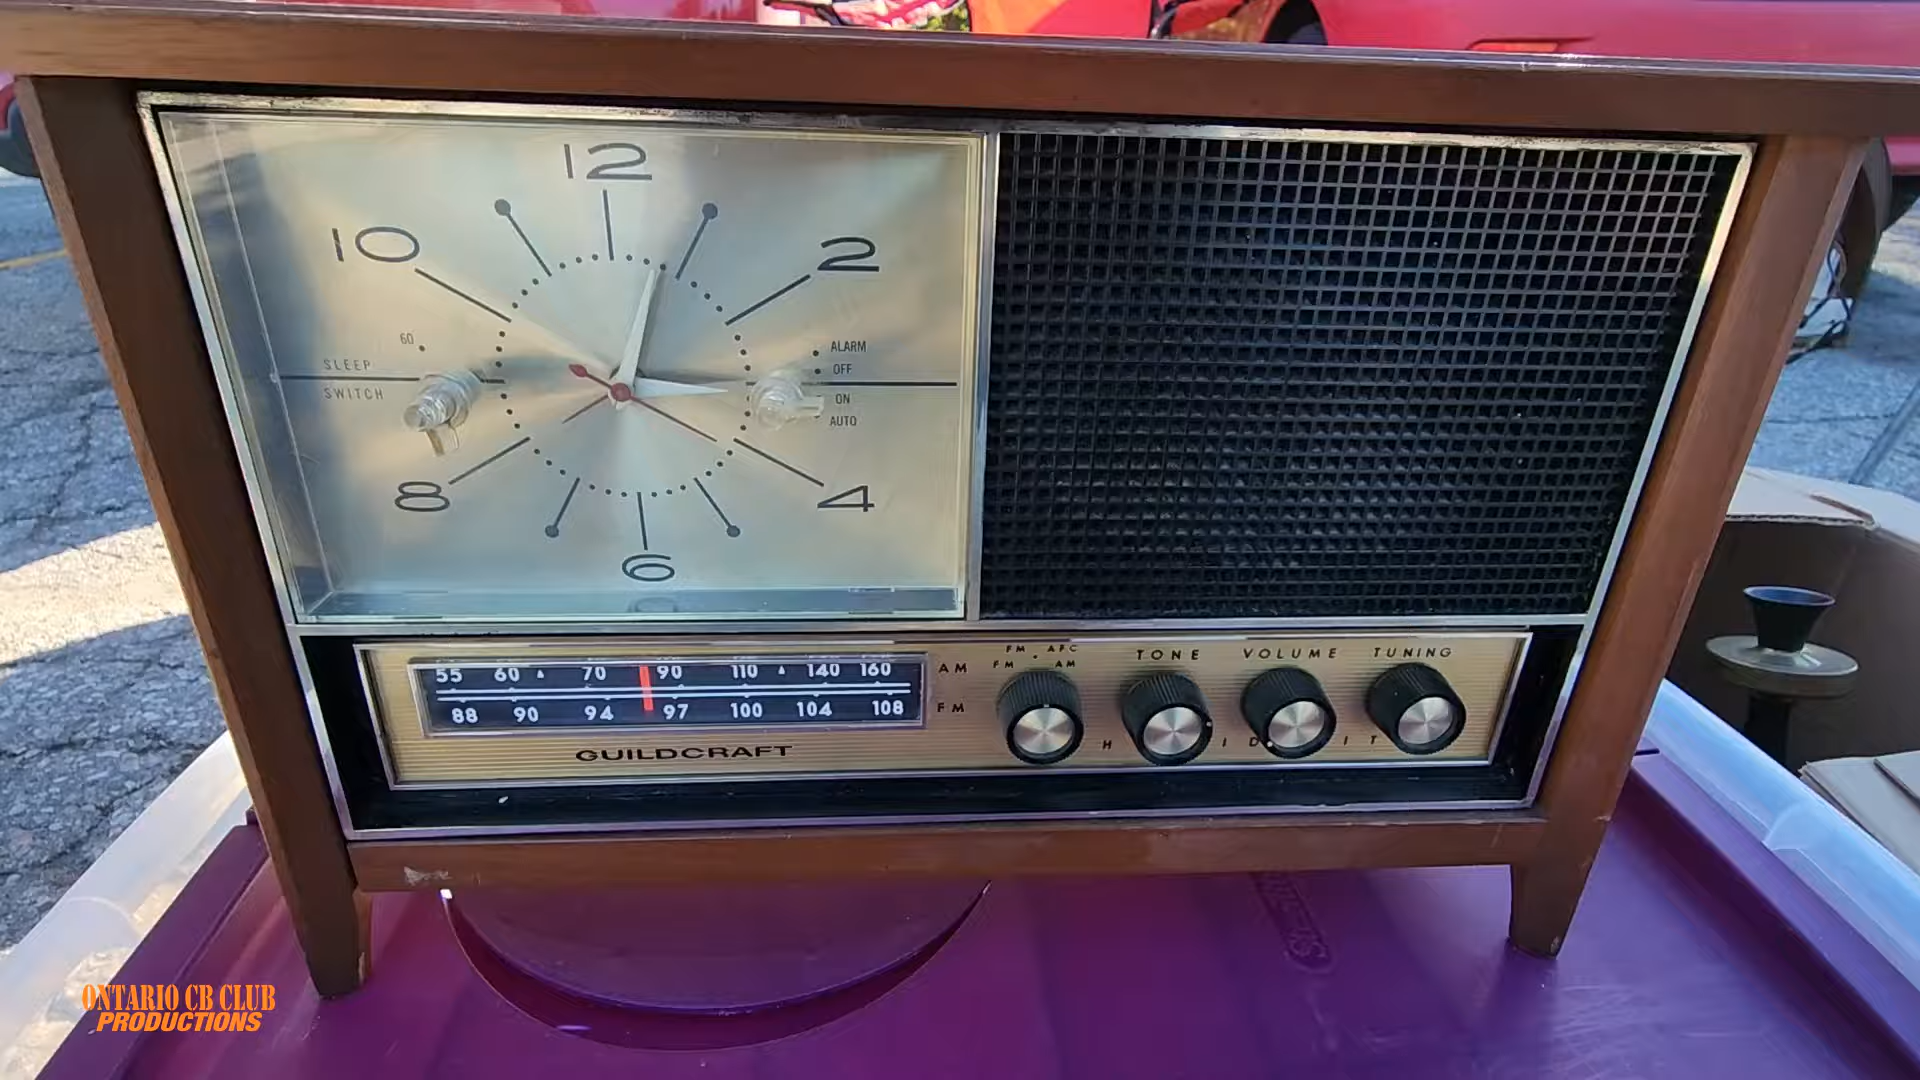 12
10
2
60
SLEEP
SWITCH
ALARM
OFF
ON
AUTO
8
4
6
55 60 70 90 110 140 160 AM
88 90 94 97 100 104 108 FM
GUILDCRAFT
FM AFC
FM AM
TONE VOLUME TUNING
ONTARIO CB CLUB
PRODUCTIONS